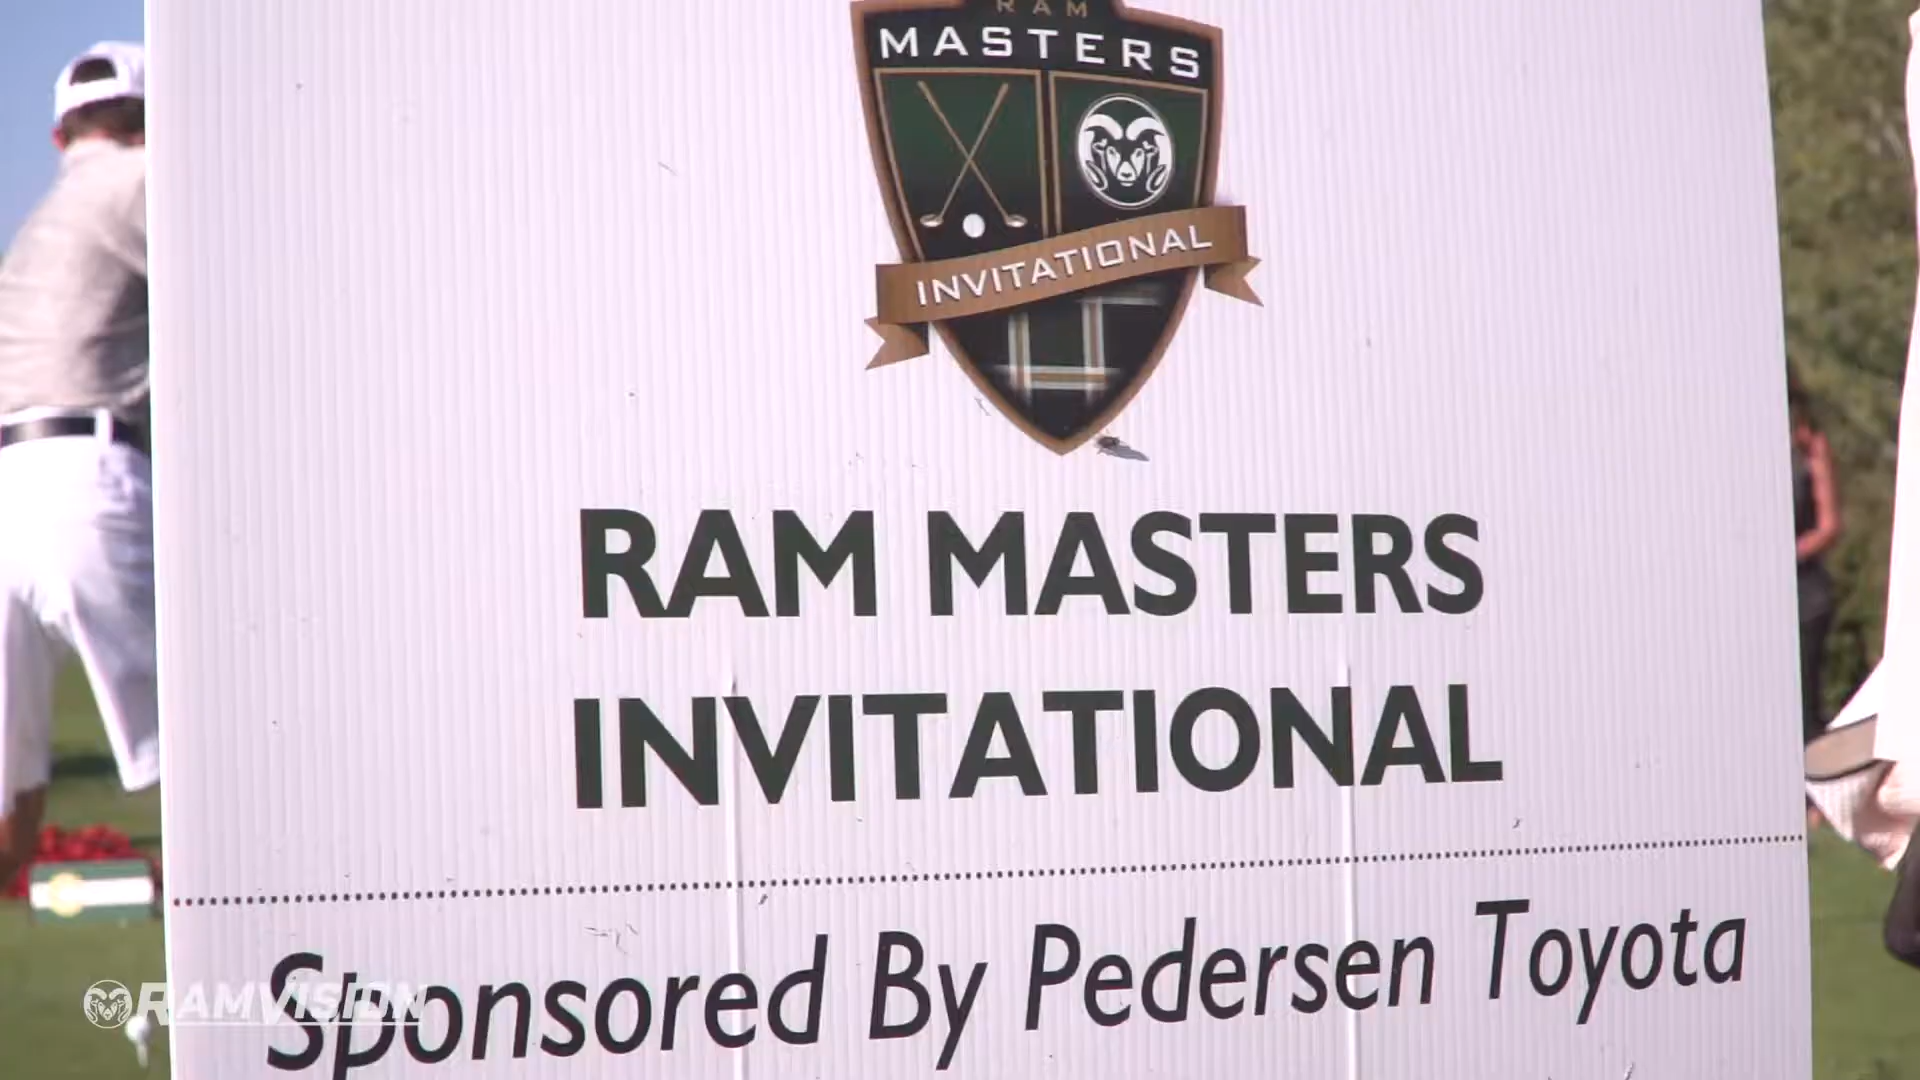 RAM
MASTERS
INVITATIONAL
RAM MASTERS
INVITATIONAL
Sponsored By Pedersen Toyota
RAMVISION